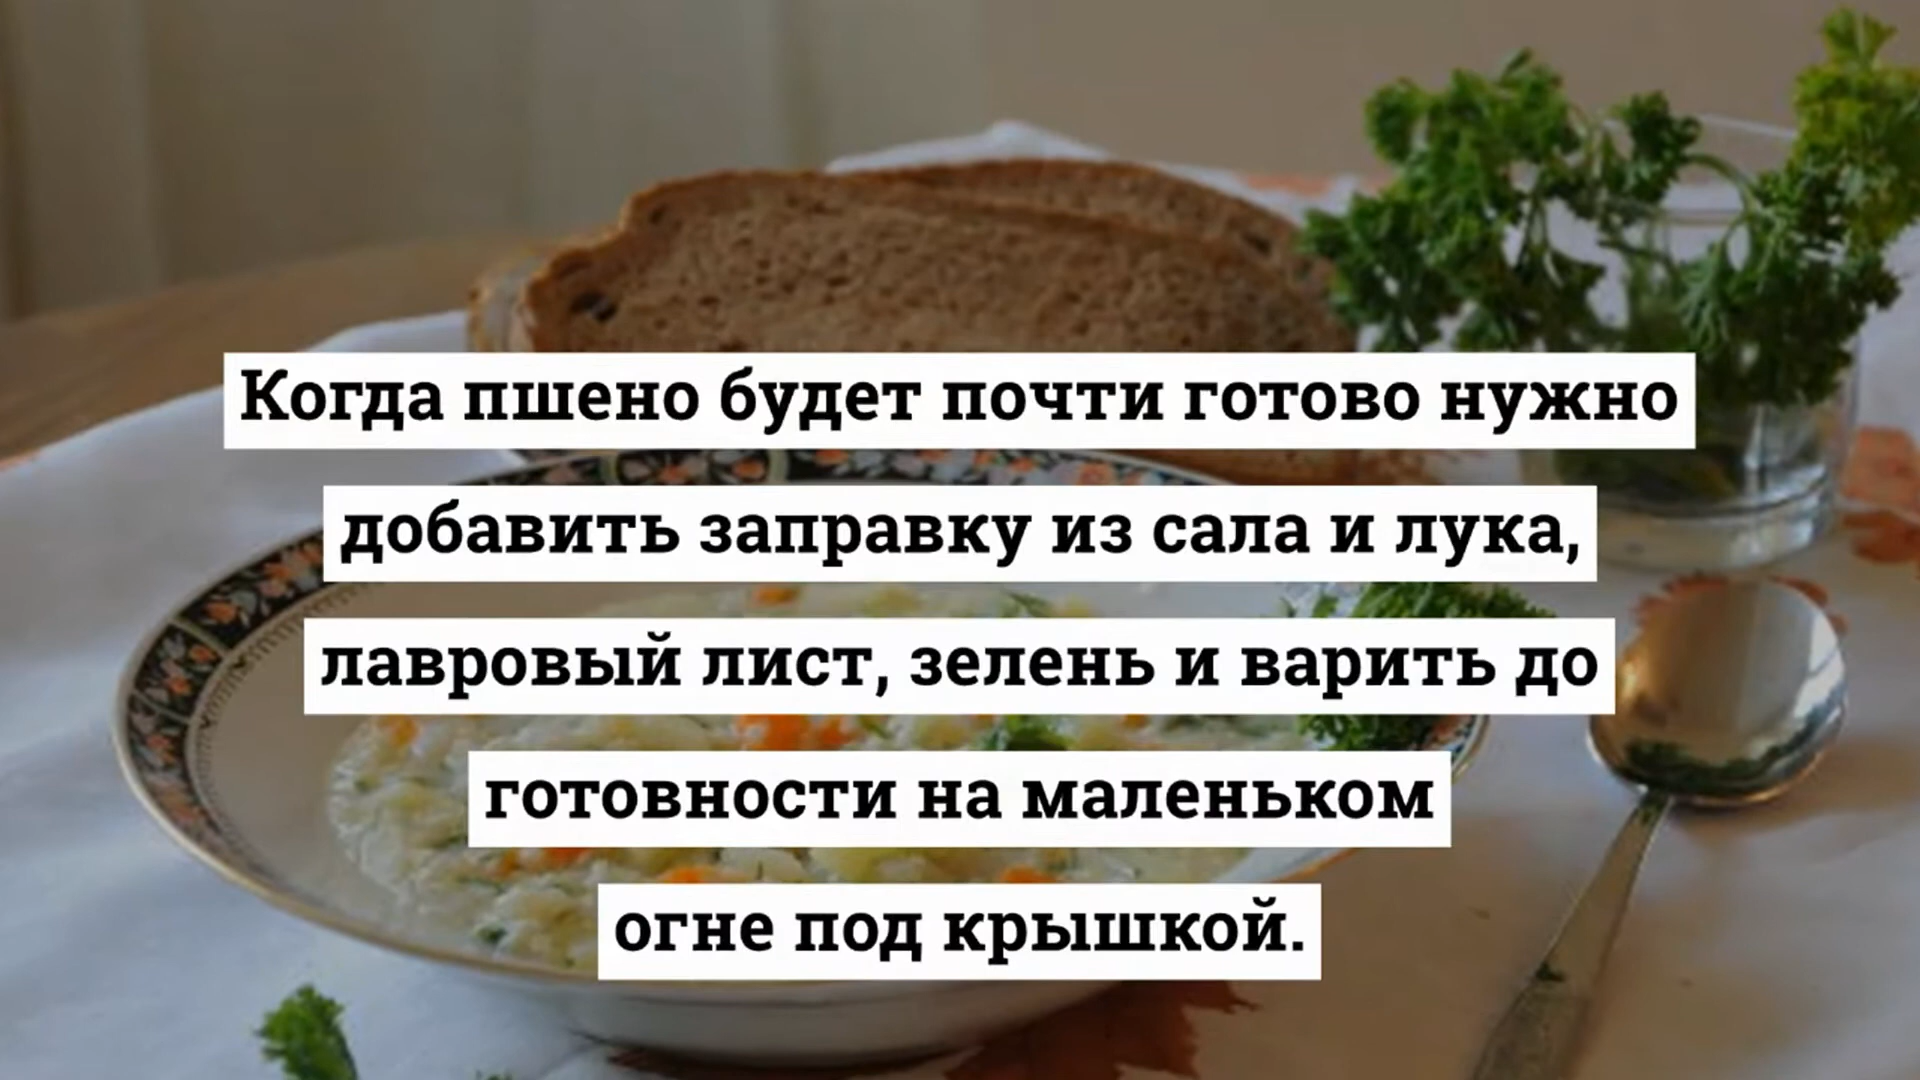 Когда пшено будет почти готово нужно
добавить заправку из сала и лука,
лавровый лист, зелень и варить до
готовности на маленьком
огне под крышкой.